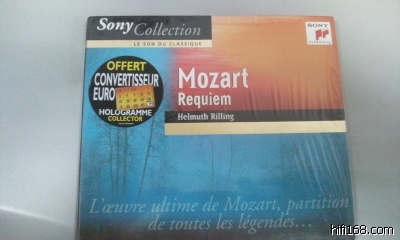 Sony Collection
LE SON DU CLASSIQUE
SONY
CLASSICAL
OFFERT
CONVERTISSEUR
EURO
HOLOGRAMME
COLLECTOR
Mozart
Requiem
Helmuth Rilling
L'œuvre ultime de Mozart, partition
de toutes les légendes...
hifi168.com